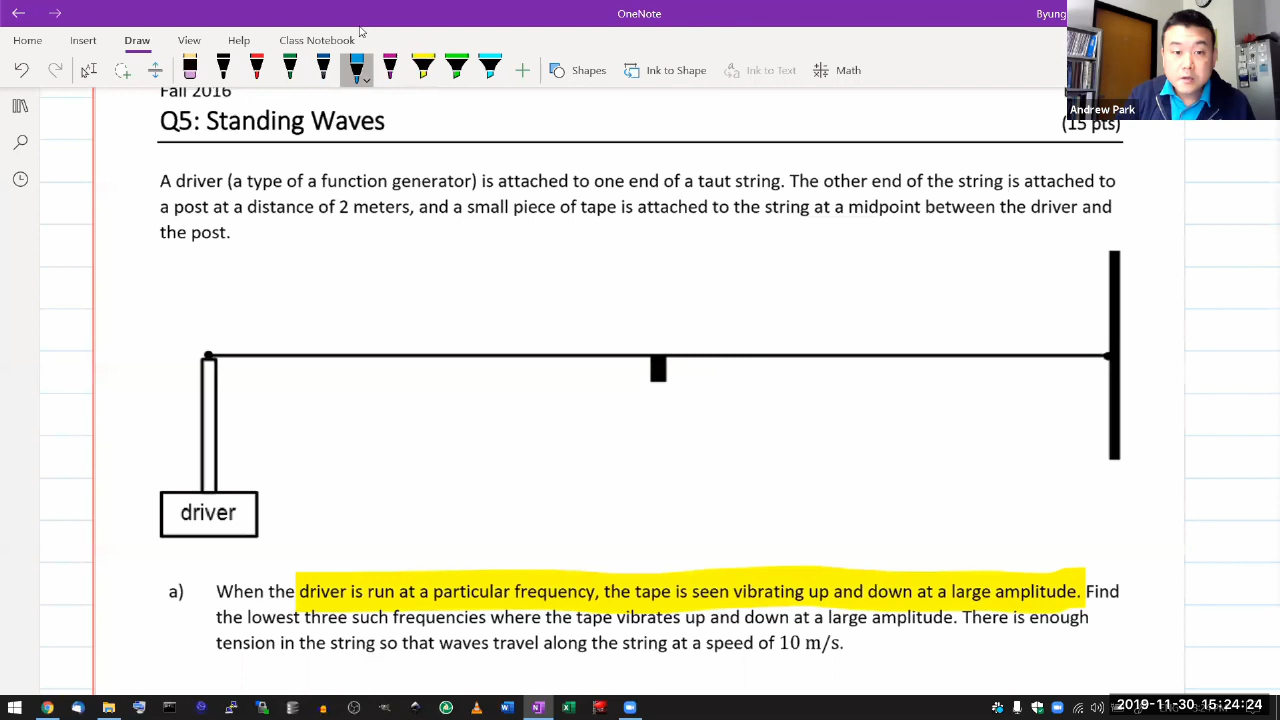 OneNote
Byung
Home Insert Draw View Help Class Notebook
Shapes Ink to Shape Ink to Text Math
Andrew Park
Fall 2016
Q5: Standing Waves
(15 pts)
A driver (a type of a function generator) is attached to one end of a taut string. The other end of the string is attached to
a post at a distance of 2 meters, and a small piece of tape is attached to the string at a midpoint between the driver and
the post.
driver
a) When the driver is run at a particular frequency, the tape is seen vibrating up and down at a large amplitude. Find
the lowest three such frequencies where the tape vibrates up and down at a large amplitude. There is enough
tension in the string so that waves travel along the string at a speed of 10 m/s.
2019-11-30 15:24:24